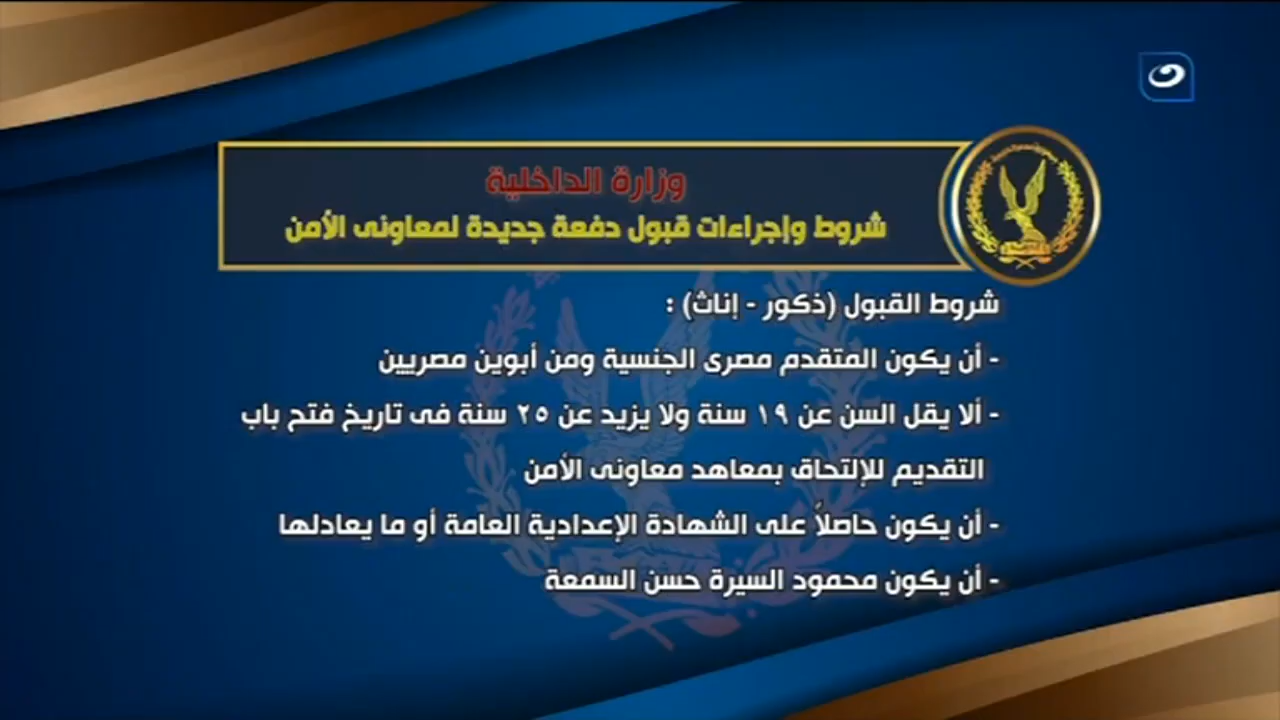 وزارة الداخلية
شروط وإجراءات قبول دفعة جديدة لمعاونى الأمن
شروط القبول (ذكور - إناث) :
- أن يكون المتقدم مصرى الجنسية ومن أبوين مصريين
- ألا يقل السن عن ١٩ سنة ولا يزيد عن ٢٥ سنة فى تاريخ فتح باب
التقديم للإلتحاق بمعاهد معاونى الأمن
- أن يكون حاصلاً على الشهادة الإعدادية العامة أو ما يعادلها
- أن يكون محمود السيرة حسن السمعة